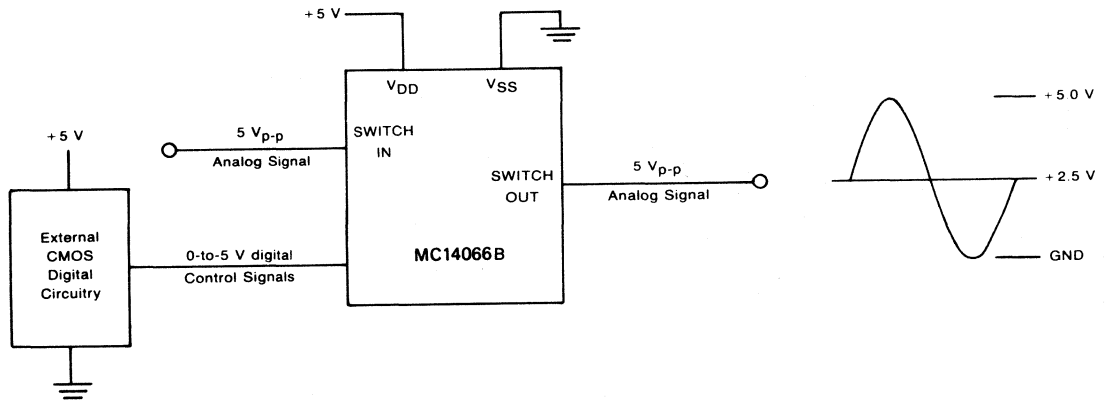 +5 V
VDD
VSS
+5 V
5 Vp-p
Analog Signal
SWITCH
IN
SWITCH
OUT
5 Vp-p
Analog Signal
External
CMOS
Digital
Circuitry
0-to-5 V digital
Control Signals
MC14066B
+5.0 V
+2.5 V
GND